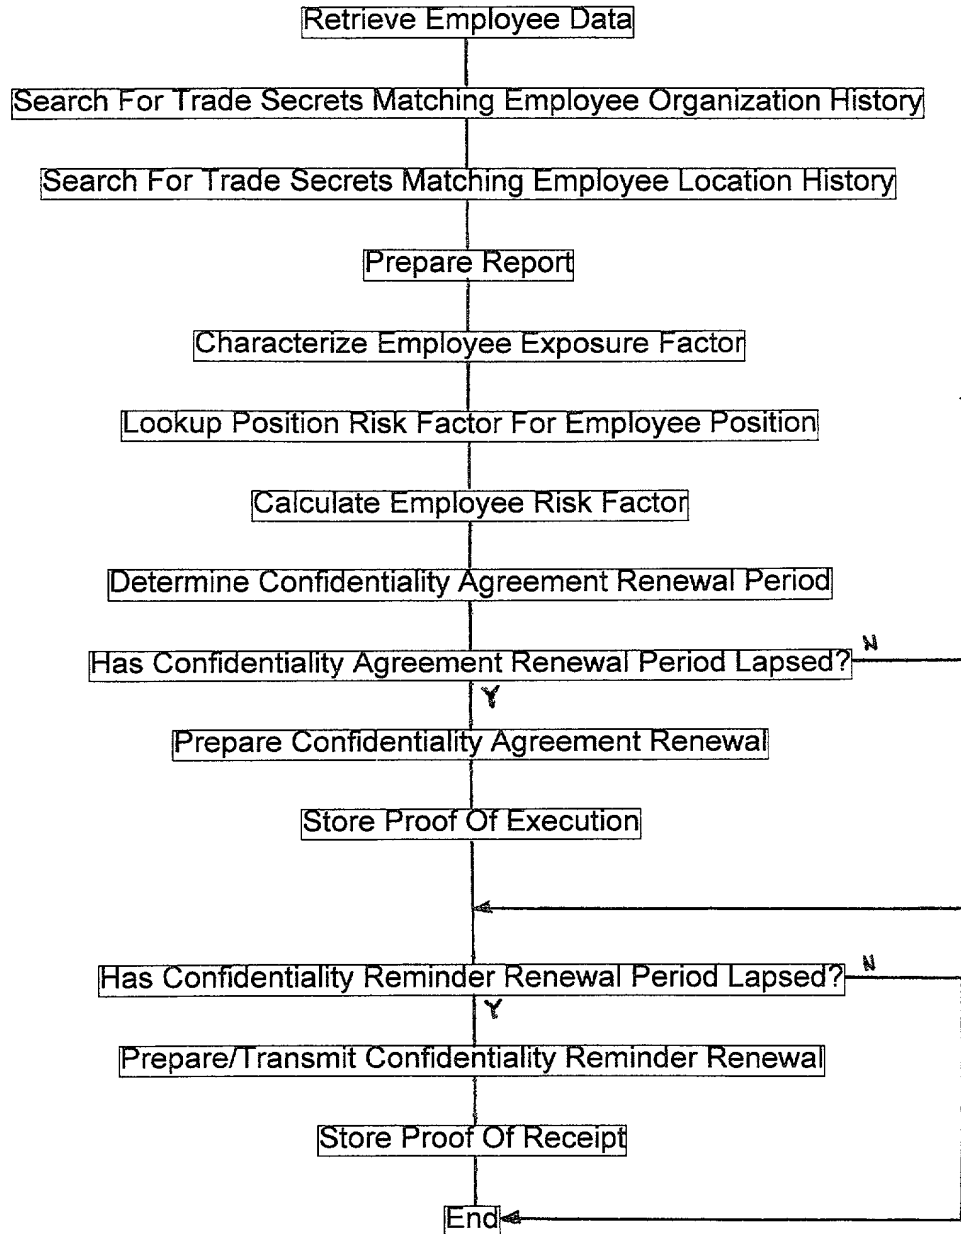 Retrieve Employee Data
Search For Trade Secrets Matching Employee Organization History
Search For Trade Secrets Matching Employee Location History
Prepare Report
Characterize Employee Exposure Factor
Lookup Position Risk Factor For Employee Position
Calculate Employee Risk Factor
Determine Confidentiality Agreement Renewal Period
Has Confidentiality Agreement Renewal Period Lapsed?
N
Y
Prepare Confidentiality Agreement Renewal
Store Proof Of Execution
Has Confidentiality Reminder Renewal Period Lapsed?
N
Y
Prepare/Transmit Confidentiality Reminder Renewal
Store Proof Of Receipt
End